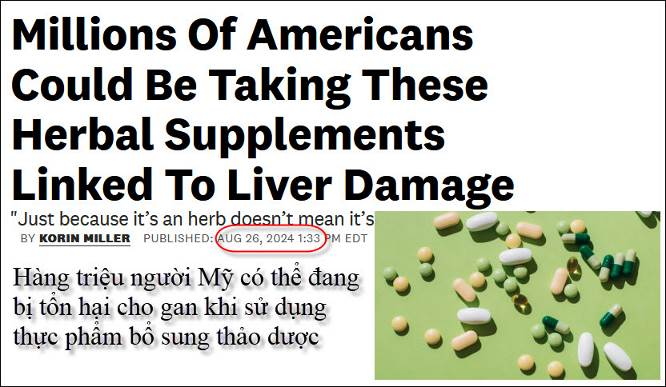 Millions Of Americans
Could Be Taking These
Herbal Supplements
Linked To Liver Damage
"Just because it's an herb doesn't mean it's
BY KORIN MILLER PUBLISHED: AUG 26, 2024 1:33 PM EDT
Hàng triệu người Mỹ có thể đang
bị tổn hại cho gan khi sử dụng
thực phẩm bổ sung thảo dược